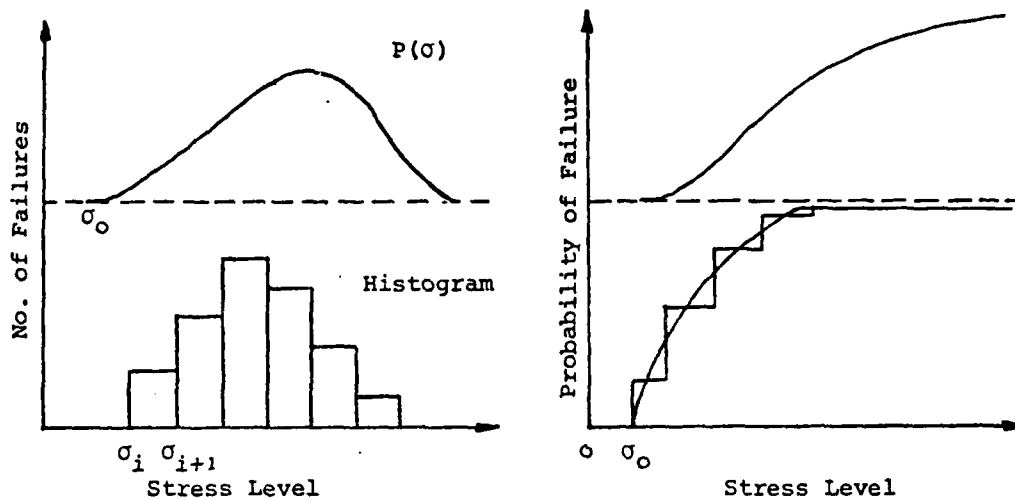 P(σ)
No. of Failures
σo
Histogram
σi σi+1
Stress Level
Probability of Failure
o σo
Stress Level